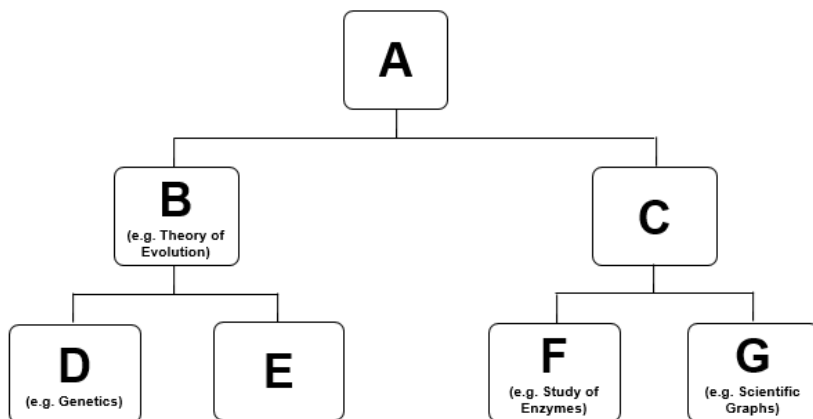 A
B
(e.g. Theory of
Evolution)
C
D
(e.g. Genetics)
E
F
(e.g. Study of
Enzymes)
G
(e.g. Scientific
Graphs)